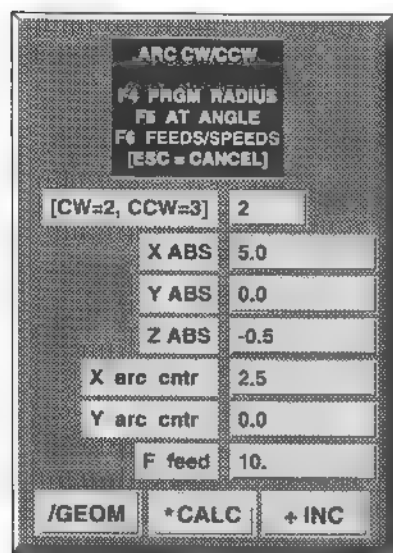 ARC CW/CCW
F4 PRGM RADIUS
F5 AT ANGLE
F6 FEEDS/SPEEDS
[ESC = CANCEL]
[CW=2, CCW=3] 2
X ABS 5.0
Y ABS 0.0
Z ABS -0.5
X arc cntr 2.5
Y arc cntr 0.0
F feed 10.
/GEOM *CALC + INC